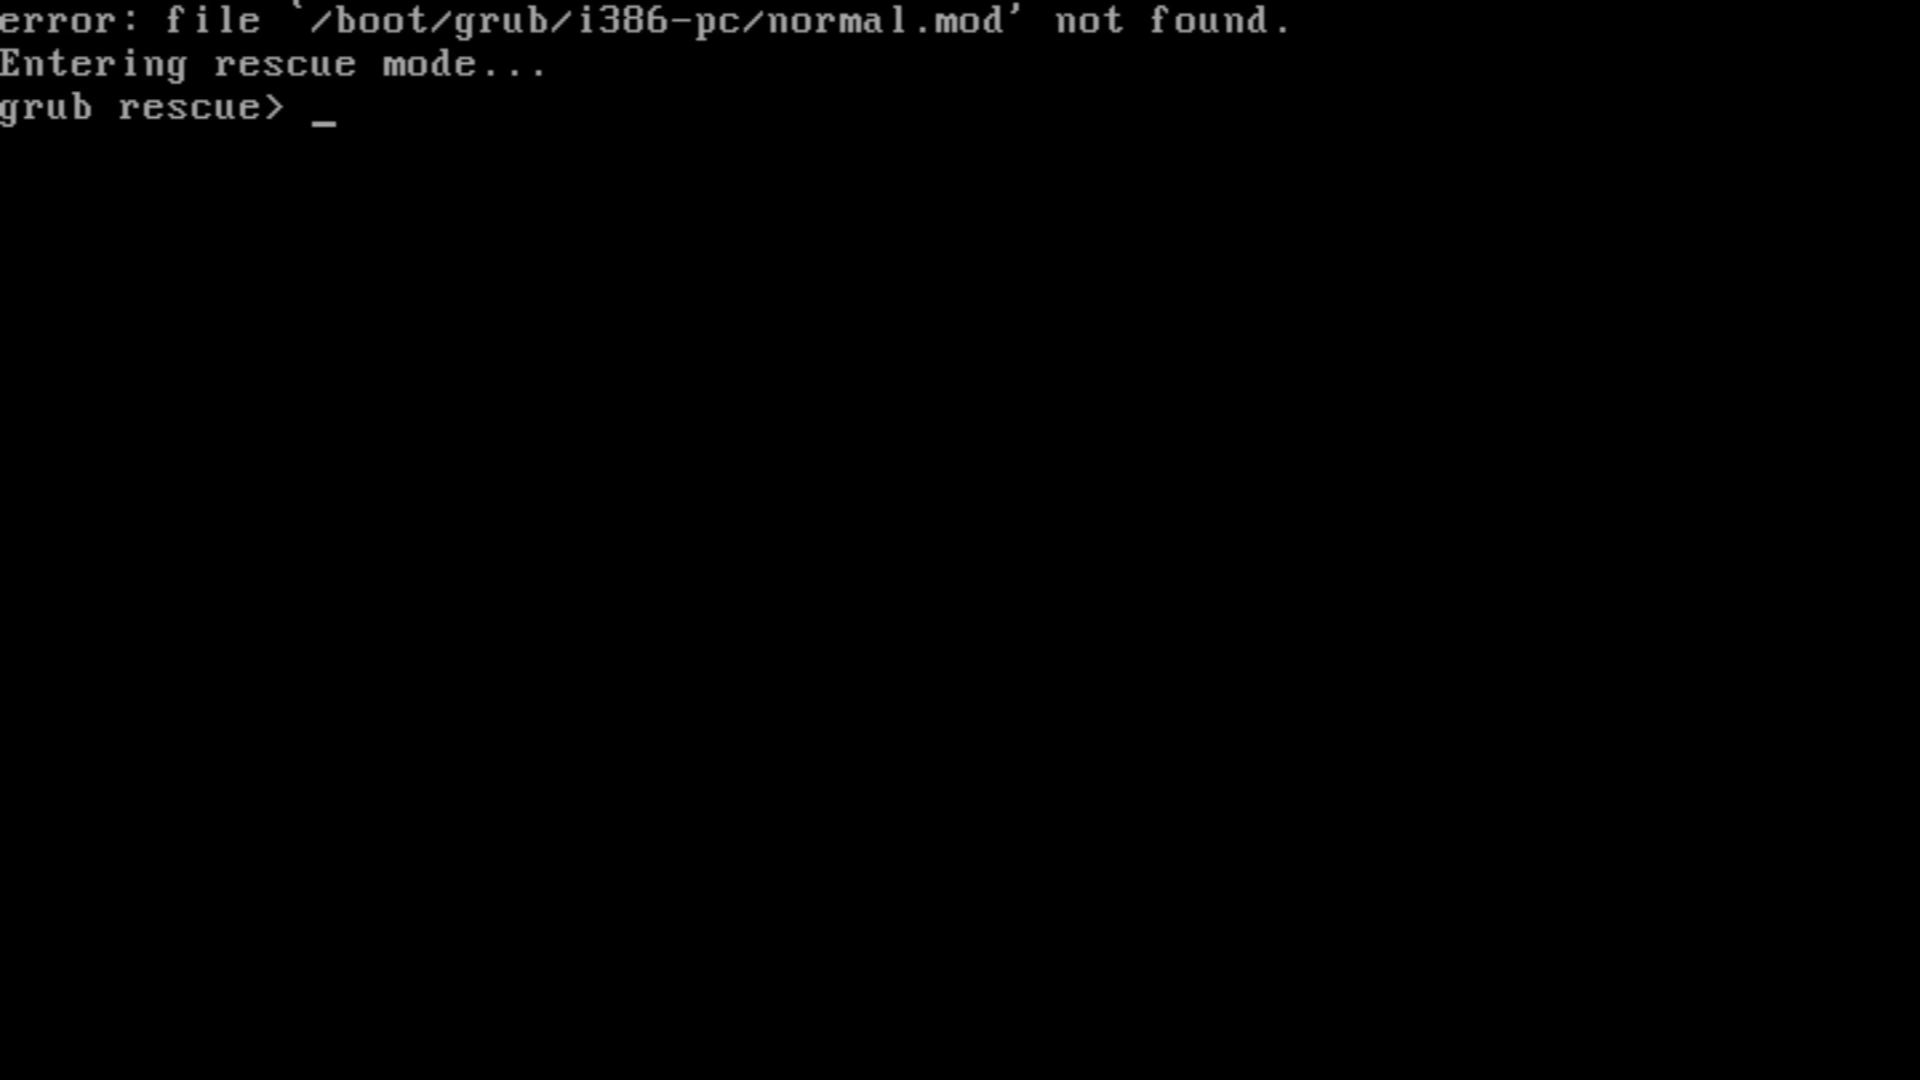 error: file `/boot/grub/i386-pc/normal.mod' not found.
Entering rescue mode...
grub rescue> _